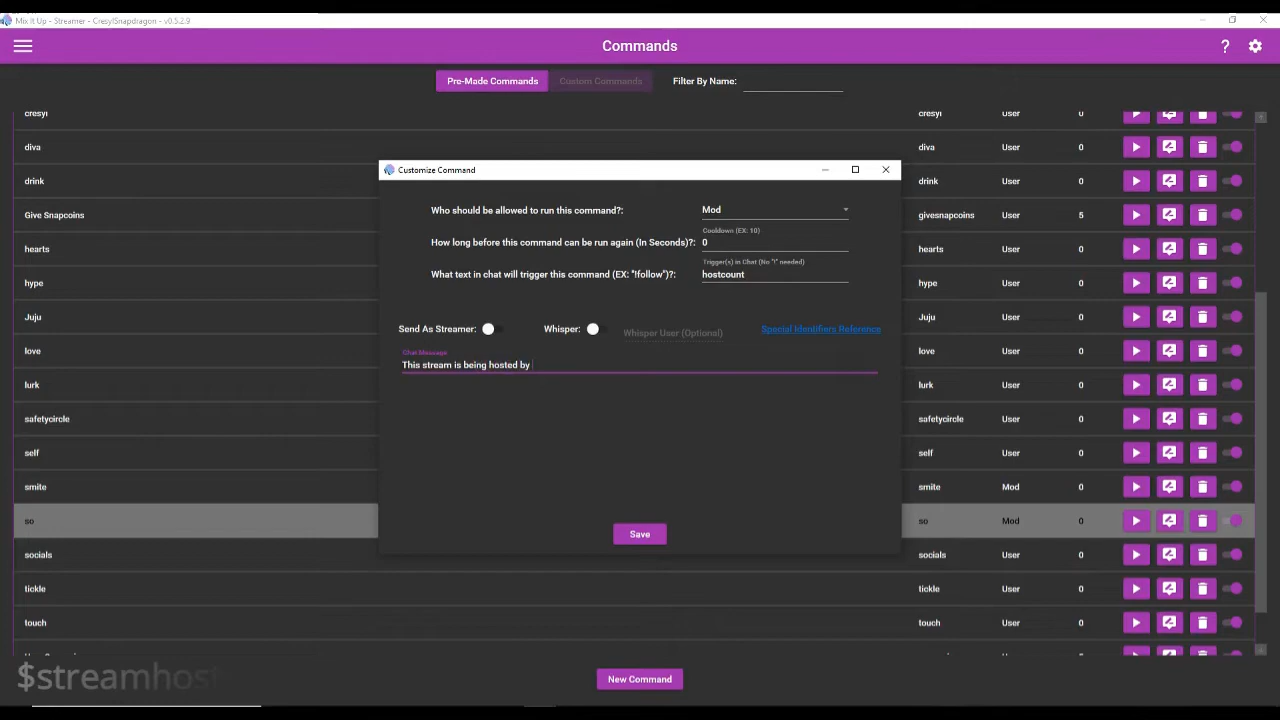 Mix It Up - Streamer - CresylSnapdragon - v0.5.2.9
Commands
?
Pre-Made Commands
Custom Commands
Filter By Name:
cresyl cresyl User 0
diva diva User 0
drink drink User 0
Give Snapcoins givesnapcoins User 5
hearts hearts User 0
hype hype User 0
Juju Juju User 0
love love User 0
lurk lurk User 0
safetycircle safetycircle User 0
self self User 0
smite smite Mod 0
so so Mod 0
socials socials User 0
tickle tickle User 0
touch touch User 0
Customize Command
Who should be allowed to run this command?: Mod
Cooldown (EX: 10)
How long before this command can be run again (In Seconds)?: 0
Trigger(s) in Chat (No "!" needed)
What text in chat will trigger this command (EX: "!follow")?: hostcount
Send As Streamer: Whisper: Whisper User (Optional) Special Identifiers Reference
Chat Message
This stream is being hosted by
Save
$streamhost
New Command